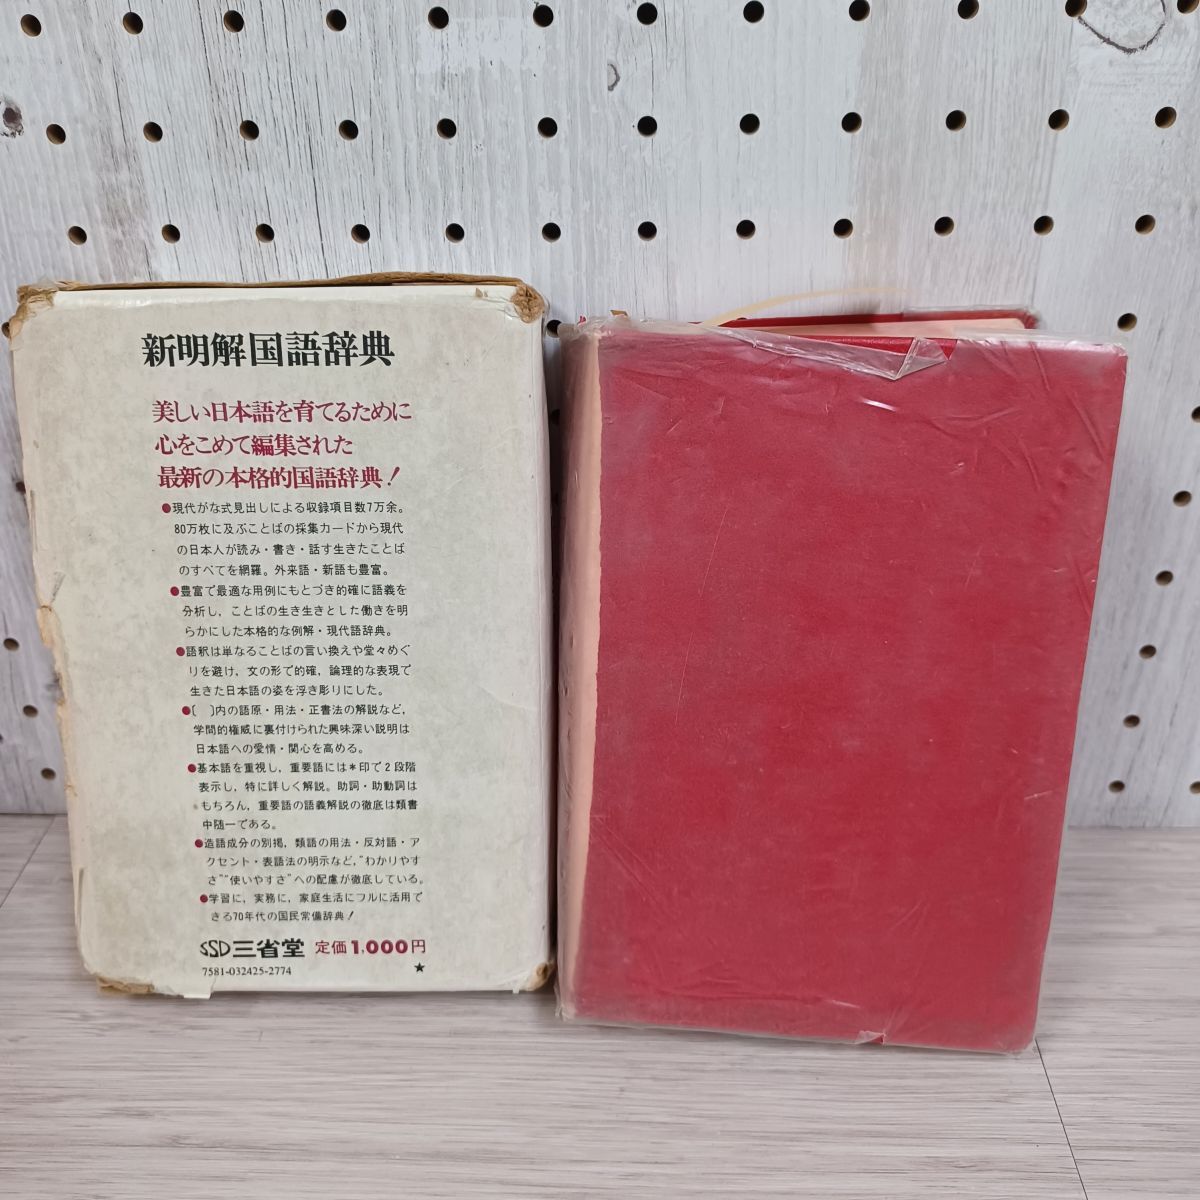 新明解国語辞典
美しい日本語を育てるために
心をこめて編集された
最新の本格的国語辞典!
●現代かな式見出しによる収録項目数7万余。
80万枚に及ぶことばの採集カードから現代
の日本人が読み・書き・話す生きたことば
のすべてを網羅。外来語・新語も豊富。
●豊富で最適な用例にもとづき的確に語義を
分析し,ことばの生き生きとした働きを明
らかにした本格的な例解・現代語辞典。
●語釈は単なることばの言い換えや堂々めぐ
りを避け,文の形で的確,論理的な表現で
生きた日本語の姿を浮き彫りにした。
●〔 〕内の語原・用法・正書法の解説など,
学問的権威に裏付けられた興味深い説明は
日本語への愛情・関心を高める。
●基本語を重視し,重要語には*印で2段階
表示し,特に詳しく解説。助詞・助動詞は
もちろん,重要語の語義解説の徹底は類書
中随一である。
●造語成分の別掲,類語の用法・反対語・ア
クセント・表語法の明示など,"わかりやす
さ""使いやすさ"への配慮が徹底している。
●学習に,実務に,家庭生活にフルに活用で
きる70年代の国民常備辞典!
SSD三省堂 定価1,000円
7581-032425-2774 ★